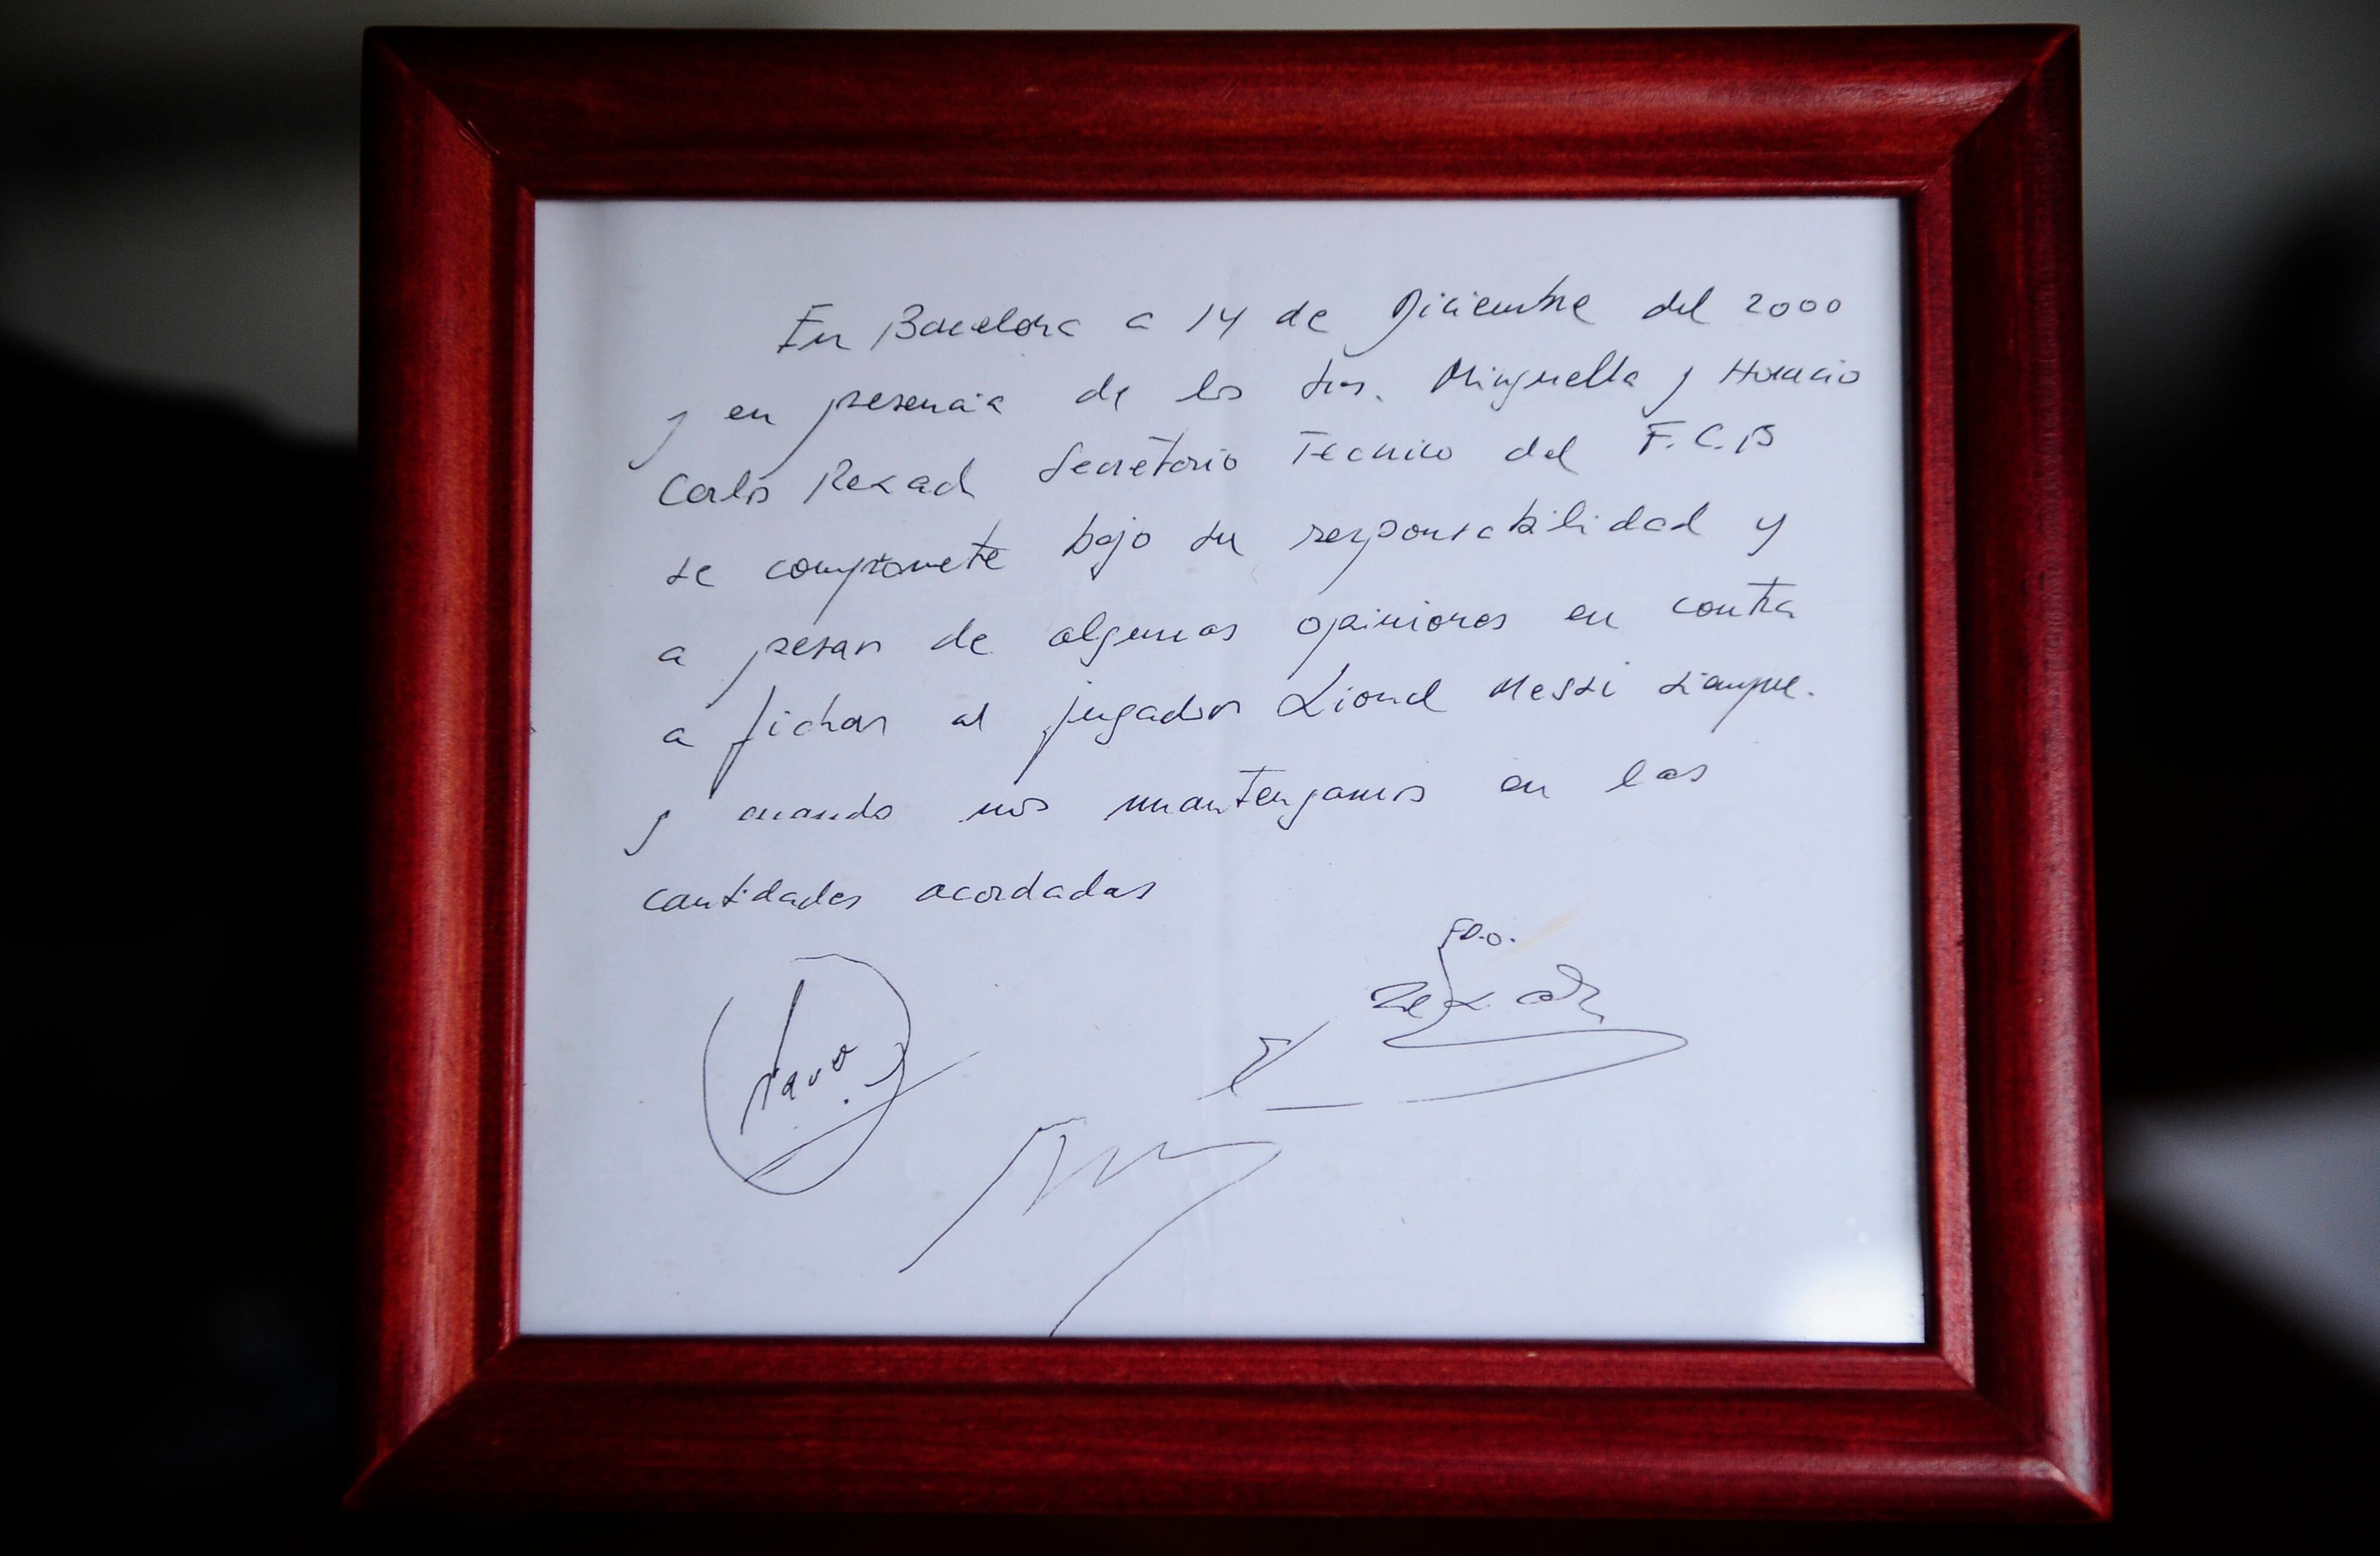 En Barcelona a 14 de Diciembre del 2000
y en presencia de los Srs. Minguella y Horacio
Carlos Rexach Secretario Tecnico del F.C.B
se compromete bajo su responsabilidad y
a pesar de algunas opiniones en contra
a fichar al jugador Lionel Messi siempre.
y cuando nos mantengamos en las
cantidades acordadas